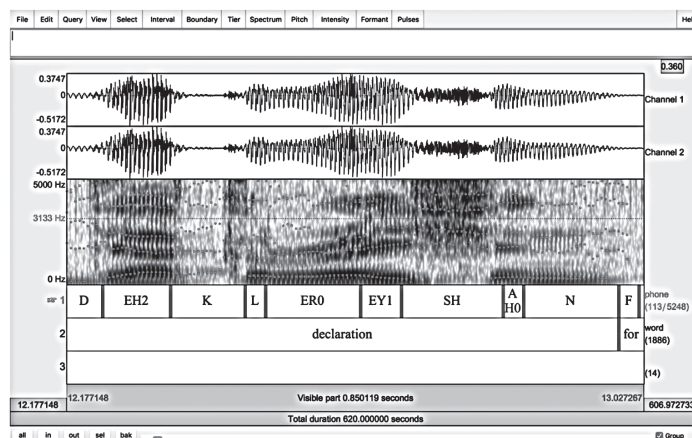 File Edit Query View Select Interval Boundary Tier Spectrum Pitch Intensity Formant Pulses Hel
0.360
0.3747
0
-0.5172
Channel 1
0.3747
0
-0.5172
Channel 2
5000 Hz
3133 Hz
0 Hz
1 D EH2 K L ER0 EY1 SH A H0 N F phone (113/5248)
2 declaration for word (1886)
3 (14)
12.177148 Visible part 0.850119 seconds 13.027267
12.177148 606.972733
Total duration 620.000000 seconds
all in out sel bak Group